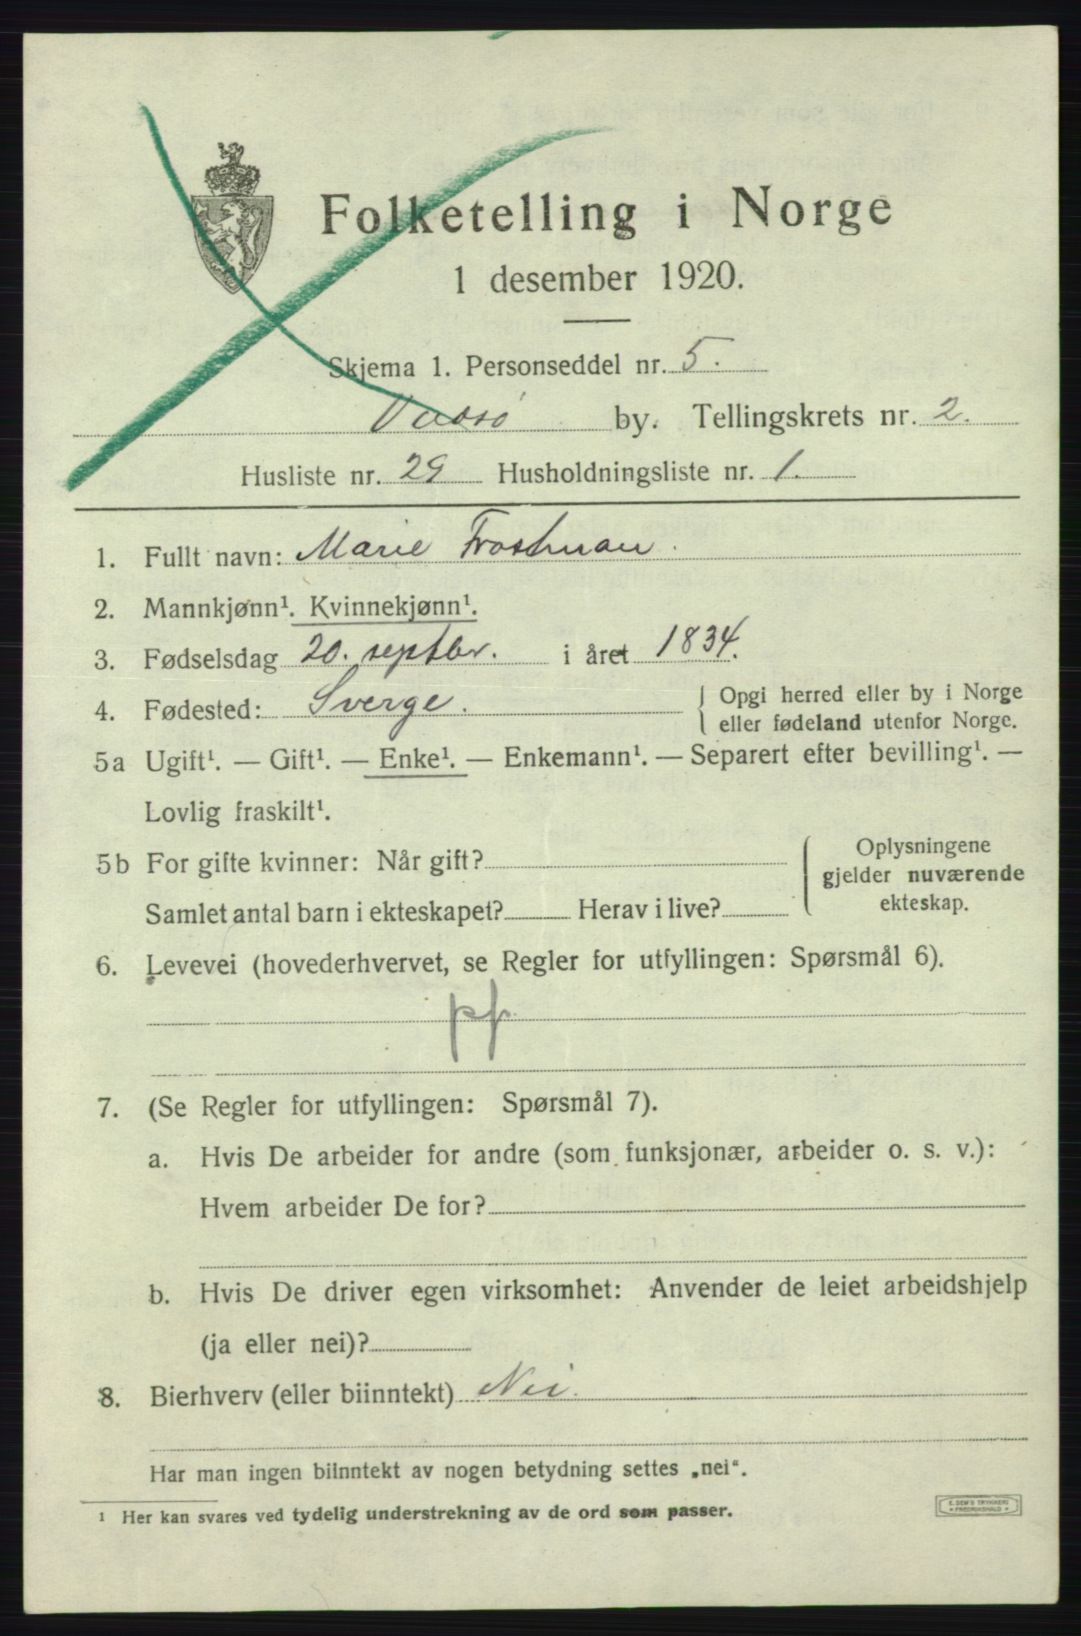 Folketelling i Norge
1 desember 1920.
Skjema 1. Personseddel nr. 5.
Vadsø by. Tellingskrets nr. 2.
Husliste nr. 29 Husholdningsliste nr. 1.
1. Fullt navn: Marie Frostman.
2. Mannkjønn¹. Kvinnekjønn¹.
3. Fødselsdag 20. septbr. i året 1834.
4. Fødested: Sverge. { Opgi herred eller by i Norge
eller fødeland utenfor Norge.
5a Ugift¹. — Gift¹. — Enke¹. — Enkemann¹. — Separert efter bevilling¹. —
Lovlig fraskilt¹.
5b For gifte kvinner: Når gift?
Samlet antal barn i ekteskapet? Herav i live?
Oplysningene
gjelder nuværende
ekteskap.
6. Levevei (hovederhvervet, se Regler for utfyllingen: Spørsmål 6).
pp.
7. (Se Regler for utfyllingen: Spørsmål 7).
a. Hvis De arbeider for andre (som funksjonær, arbeider o. s. v.):
Hvem arbeider De for?
b. Hvis De driver egen virksomhet: Anvender de leiet arbeidshjelp
(ja eller nei)?
8. Bierhverv (eller biinntekt) Nei.
Har man ingen biinntekt av nogen betydning settes „nei“.
¹ Her kan svares ved tydelig understrekning av de ord som passer.
E. SEM'S TRYKKERI
FREDRIKSHALD